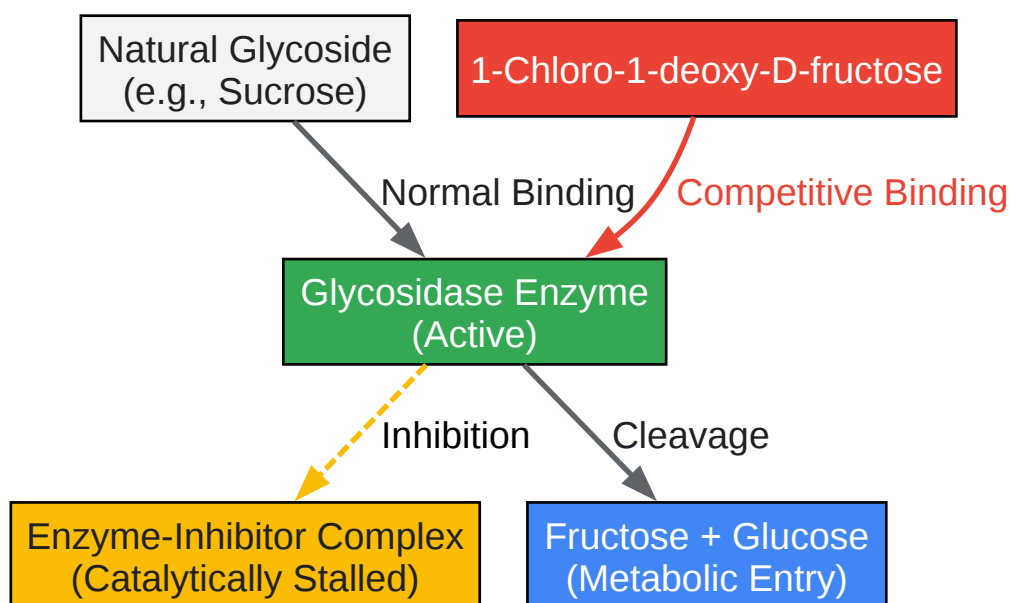 Natural Glycoside
(e.g., Sucrose)
1-Chloro-1-deoxy-D-fructose
Normal Binding
Competitive Binding
Glycosidase Enzyme
(Active)
Inhibition
Cleavage
Enzyme-Inhibitor Complex
(Catalytically Stalled)
Fructose + Glucose
(Metabolic Entry)